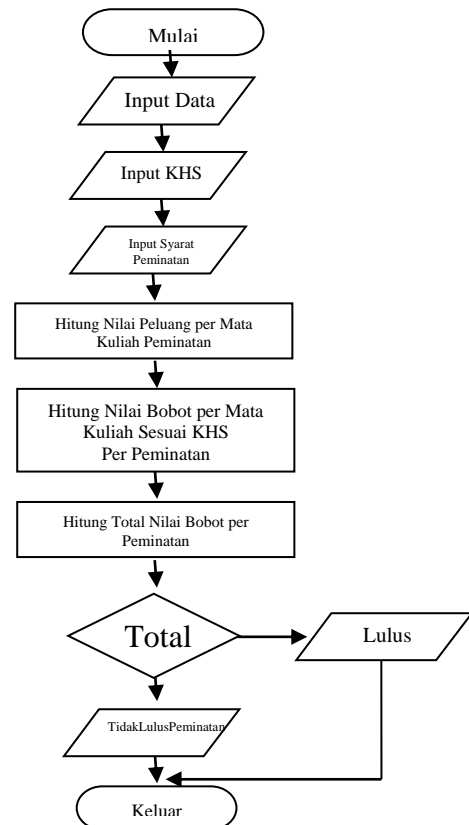 Mulai
Input Data
Input KHS
Input Syarat
Peminatan
Hitung Nilai Peluang per Mata
Kuliah Peminatan
Hitung Nilai Bobot per Mata
Kuliah Sesuai KHS
Per Peminatan
Hitung Total Nilai Bobot per
Peminatan
Total
Lulus
TidakLulusPeminatan
Keluar